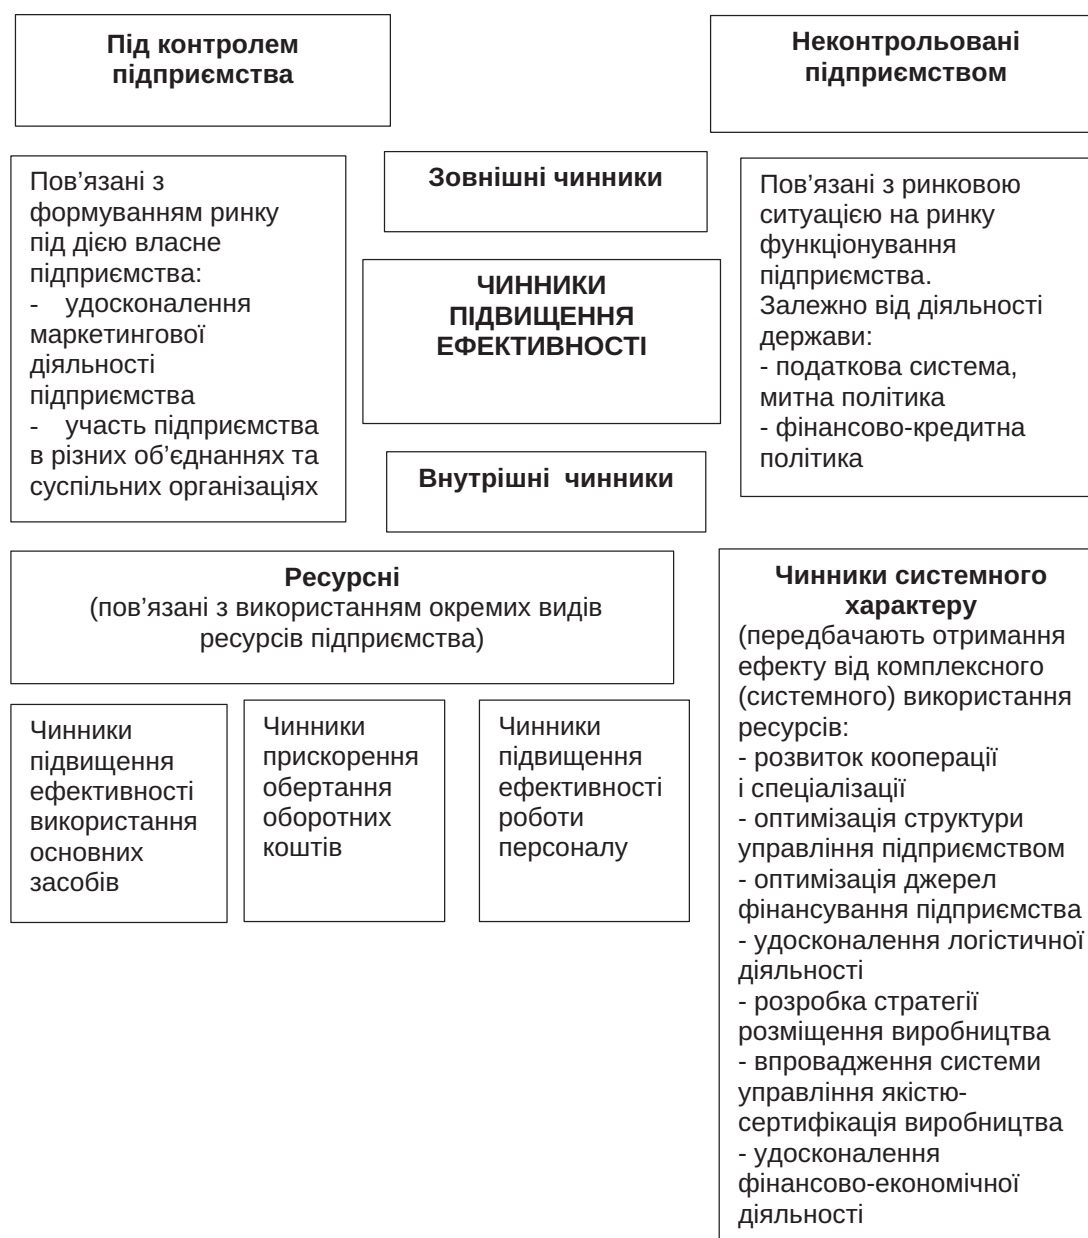 Під контролем
підприємства
Неконтрольовані
підприємством
Зовнішні чинники
Пов’язані з
формуванням ринку
під дією власне
підприємства:
- удосконалення
маркетингової
діяльності
підприємства
- участь підприємства
в різних об’єднаннях та
суспільних організаціях
ЧИННИКИ
ПІДВИЩЕННЯ
ЕФЕКТИВНОСТІ
Пов’язані з ринковою
ситуацією на ринку
функціонування
підприємства.
Залежно від діяльності
держави:
- податкова система,
митна політика
- фінансово-кредитна
політика
Внутрішні чинники
Ресурсні
(пов’язані з використанням окремих видів
ресурсів підприємства)
Чинники
підвищення
ефективності
використання
основних
засобів
Чинники
прискорення
обертання
оборотних
коштів
Чинники
підвищення
ефективності
роботи
персоналу
Чинники системного
характеру
(передбачають отримання
ефекту від комплексного
(системного) використання
ресурсів:
- розвиток кооперації
і спеціалізації
- оптимізація структури
управління підприємством
- оптимізація джерел
фінансування підприємства
- удосконалення логістичної
діяльності
- розробка стратегії
розміщення виробництва
- впровадження системи
управління якістю-
сертифікація виробництва
- удосконалення
фінансово-економічної
діяльності